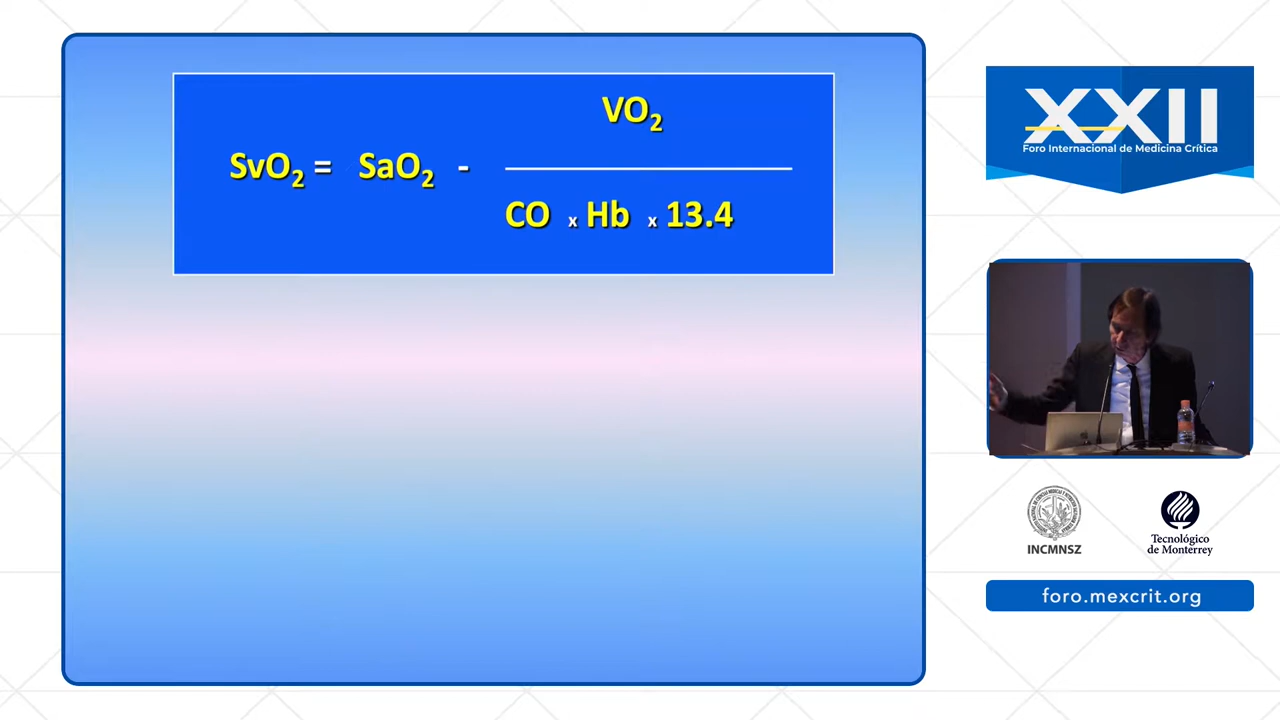 VO₂
SvO₂ = SaO₂ -
CO x Hb x 13.4
XXII
Foro Internacional de Medicina Crítica
INCMNSZ
Tecnológico
de Monterrey
foro.mexcrit.org